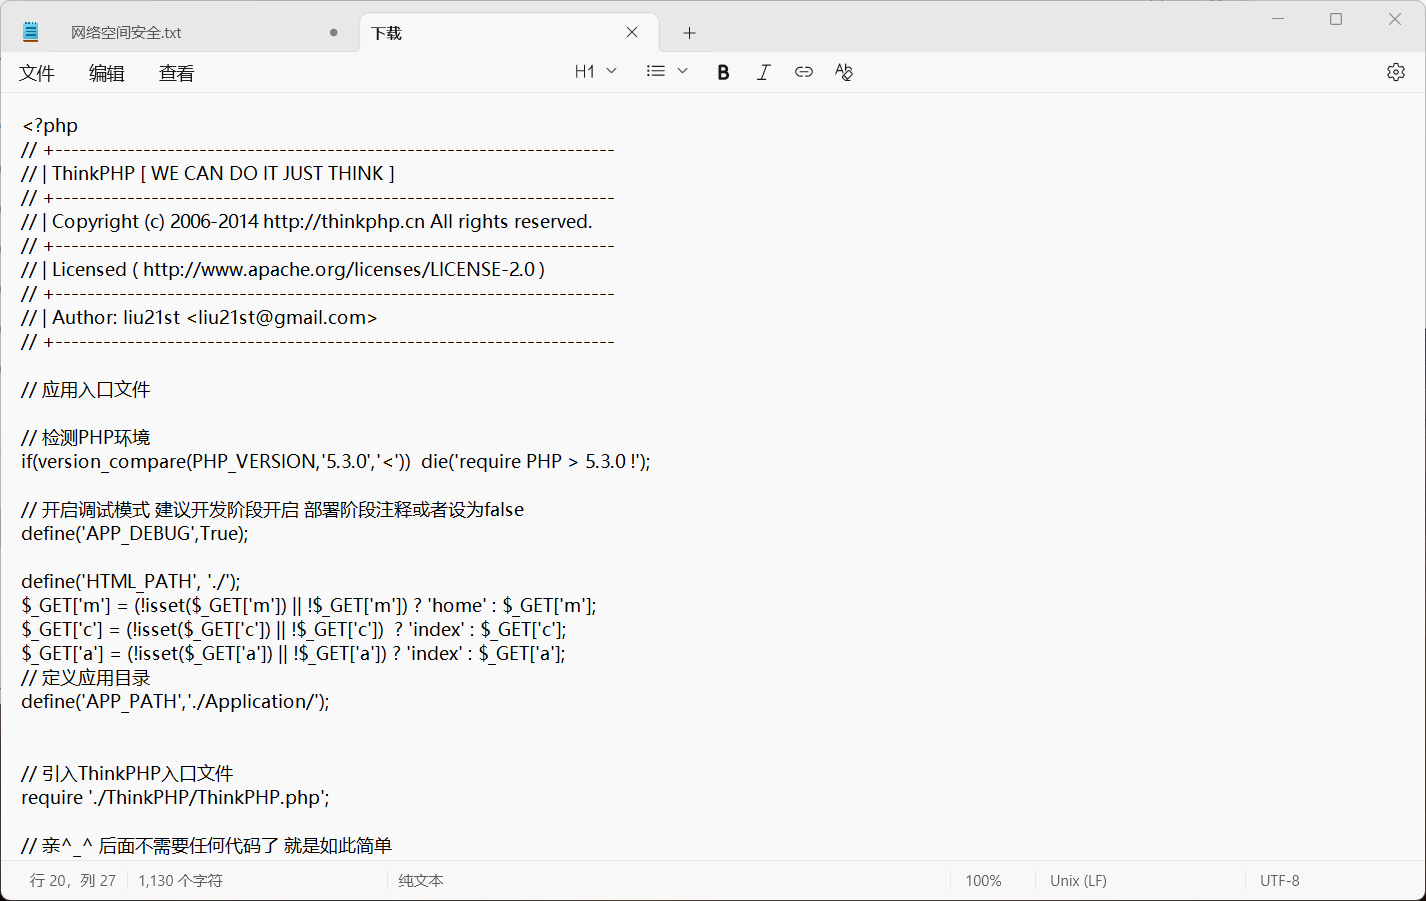 网络空间安全.txt
下载
文件 编辑 查看
H1
B I
<?php
// +----------------------------------------------------------------------
// | ThinkPHP [ WE CAN DO IT JUST THINK ]
// +----------------------------------------------------------------------
// | Copyright (c) 2006-2014 http://thinkphp.cn All rights reserved.
// +----------------------------------------------------------------------
// | Licensed ( http://www.apache.org/licenses/LICENSE-2.0 )
// +----------------------------------------------------------------------
// | Author: liu21st <liu21st@gmail.com>
// +----------------------------------------------------------------------
// 应用入口文件
// 检测PHP环境
if(version_compare(PHP_VERSION,'5.3.0','<'))  die('require PHP > 5.3.0 !');
// 开启调试模式 建议开发阶段开启 部署阶段注释或者设为false
define('APP_DEBUG',True);
define('HTML_PATH', './');
$_GET['m'] = (!isset($_GET['m']) || !$_GET['m']) ? 'home' : $_GET['m'];
$_GET['c'] = (!isset($_GET['c']) || !$_GET['c'])  ? 'index' : $_GET['c'];
$_GET['a'] = (!isset($_GET['a']) || !$_GET['a']) ? 'index' : $_GET['a'];
// 定义应用目录
define('APP_PATH','./Application/');
// 引入ThinkPHP入口文件
require './ThinkPHP/ThinkPHP.php';
// 亲^_^ 后面不需要任何代码了 就是如此简单
行 20，列 27 1,130 个字符 纯文本 100% Unix (LF) UTF-8